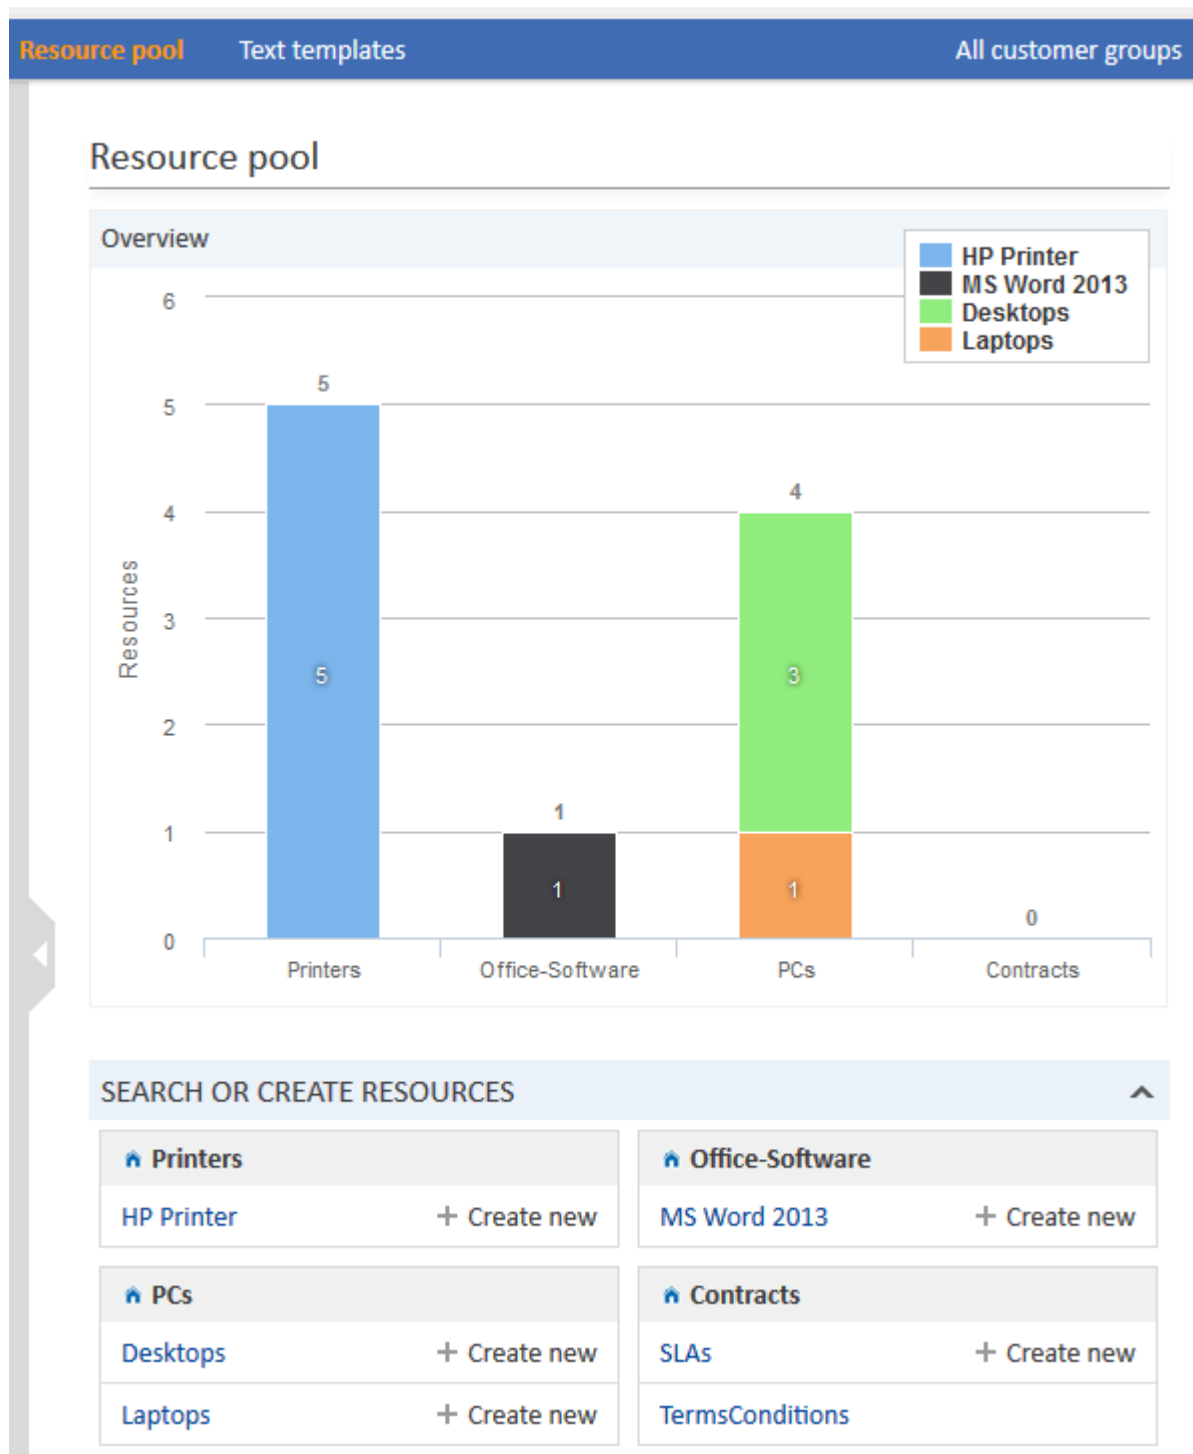 Resource pool Text templates All customer groups
Resource pool
Overview
HP Printer
MS Word 2013
Desktops
Laptops
6
5
4
3
2
1
0
Resources
5
5
1
1
4
3
1
0
Printers Office-Software PCs Contracts
SEARCH OR CREATE RESOURCES
Printers
HP Printer + Create new
Office-Software
MS Word 2013 + Create new
PCs
Desktops + Create new
Laptops + Create new
Contracts
SLAs + Create new
TermsConditions